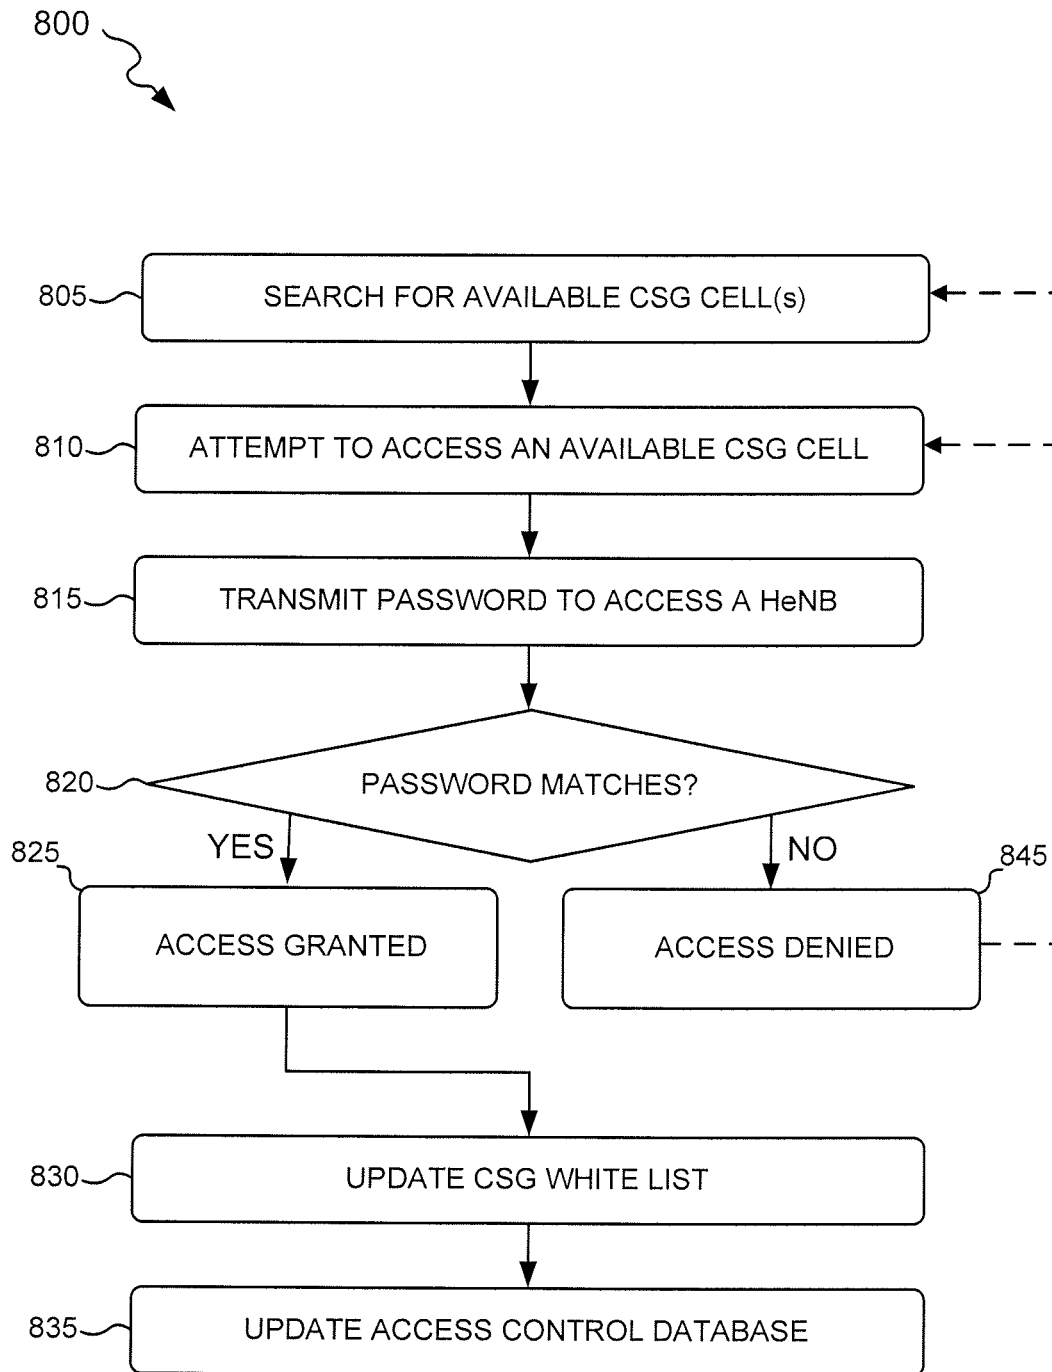 800
805
SEARCH FOR AVAILABLE CSG CELL(s)
810
ATTEMPT TO ACCESS AN AVAILABLE CSG CELL
815
TRANSMIT PASSWORD TO ACCESS A HeNB
820
PASSWORD MATCHES?
YES
NO
825
ACCESS GRANTED
845
ACCESS DENIED
830
UPDATE CSG WHITE LIST
835
UPDATE ACCESS CONTROL DATABASE